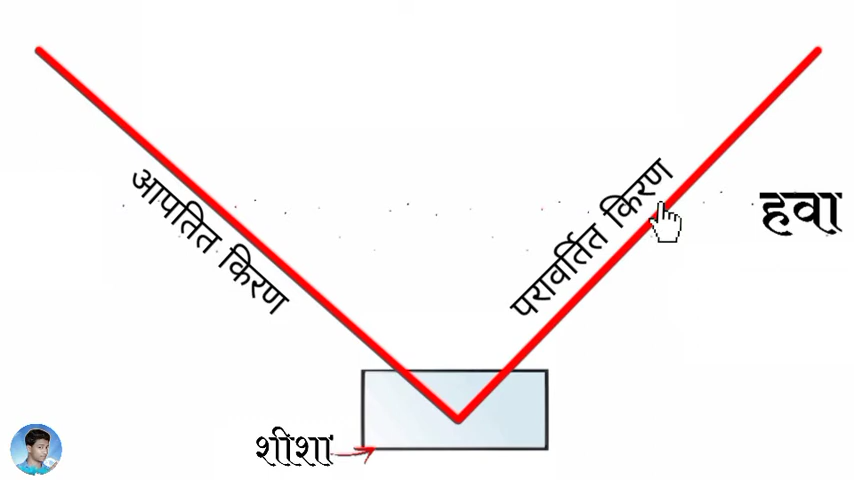 आपतित किरण
परावर्तित किरण
हवा
शीशा